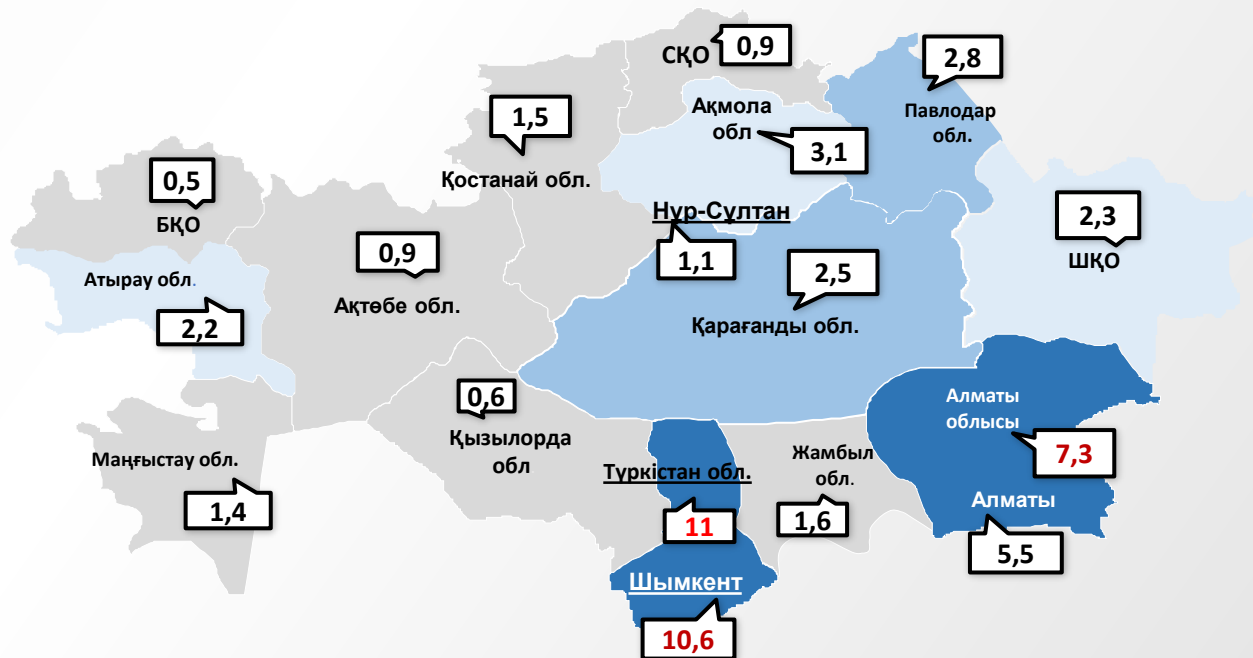 СҚО
0,9
2,8
Павлодар
обл.
Ақмола
обл
3,1
1,5
Қостанай обл.
0,5
БҚО
Нұр-Сұлтан
1,1
2,3
ШҚО
0,9
Ақтөбе обл.
2,5
Қарағанды обл.
Атырау обл.
2,2
0,6
Қызылорда
обл
Алматы
облысы
7,3
Маңғыстау обл.
1,4
Түркістан обл.
11
Жамбыл
обл.
1,6
Алматы
5,5
Шымкент
10,6